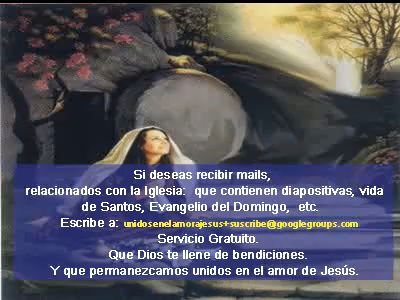 Si deseas recibir mails,
relacionados con la Iglesia:  que contienen diapositivas, vida
de Santos, Evangelio del Domingo,  etc.
Escribe a: unidosenelamorajesus+suscribe@googlegroups.com
Servicio Gratuito.
Que Dios te llene de bendiciones.
Y que permanezcamos unidos en el amor de Jesús.